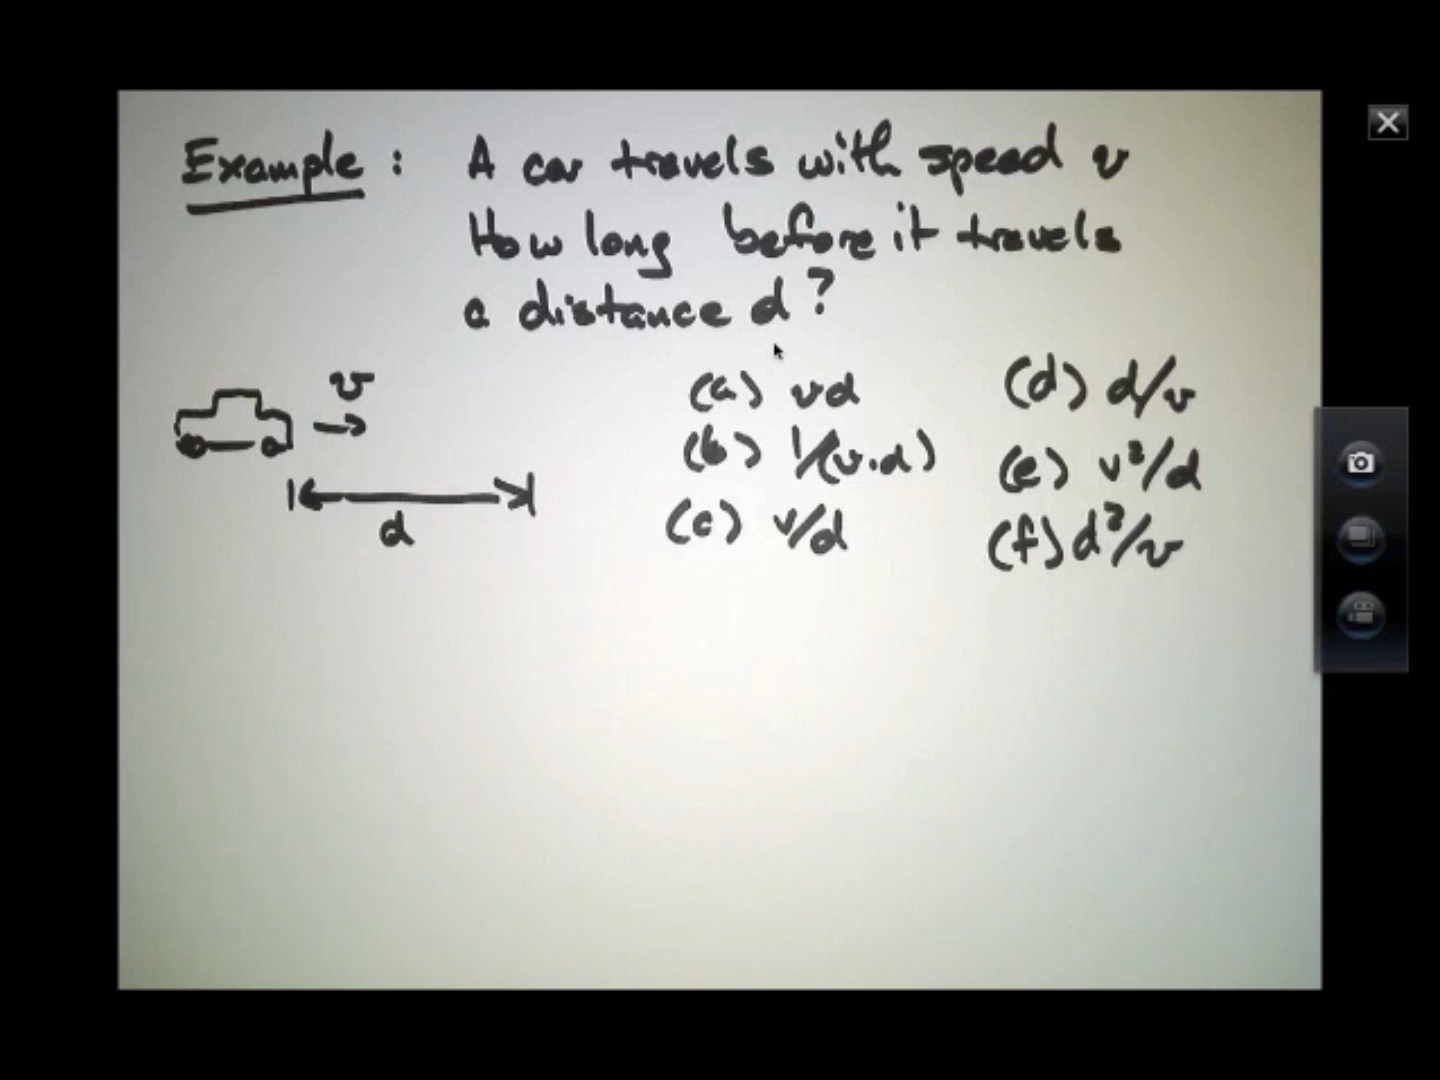 Example : A car travels with speed v
How long before it travels
a distance d?
v
d
(a) vd
(b) 1/(v.d)
(c) v/d
(d) d/v
(e) v²/d
(f) d²/v